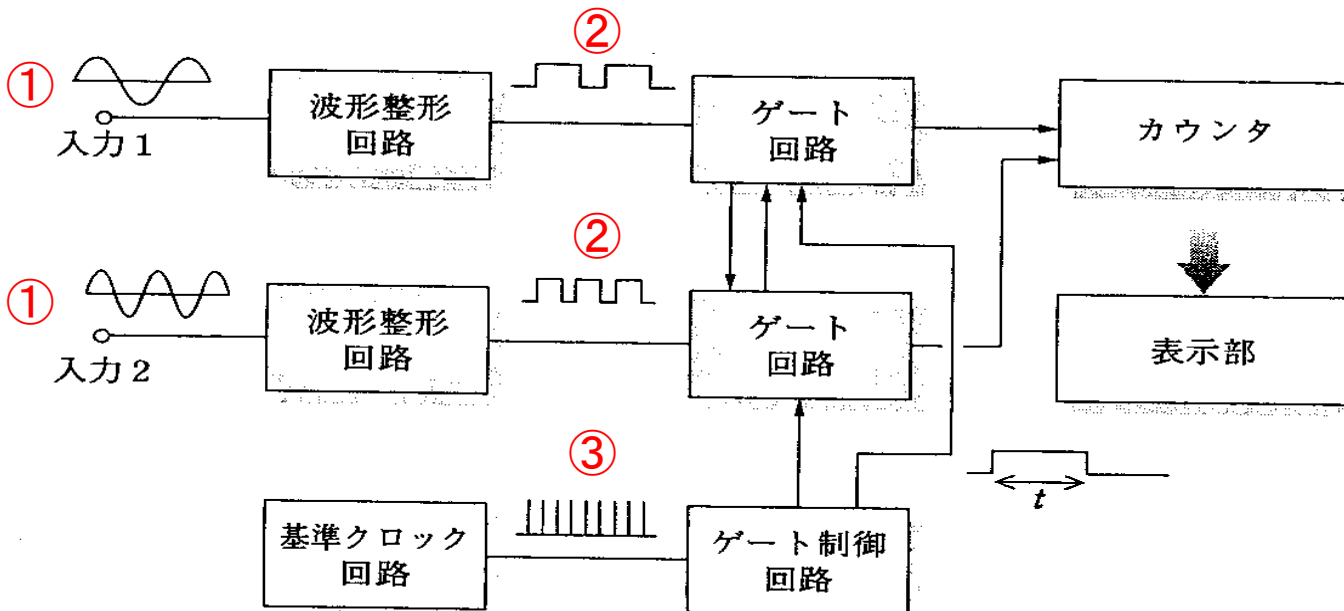 ①
入力1
波形整形
回路
②
ゲート
回路
カウンタ
①
入力2
波形整形
回路
②
ゲート
回路
表示部
③
基準クロック
回路
ゲート制御
回路
t